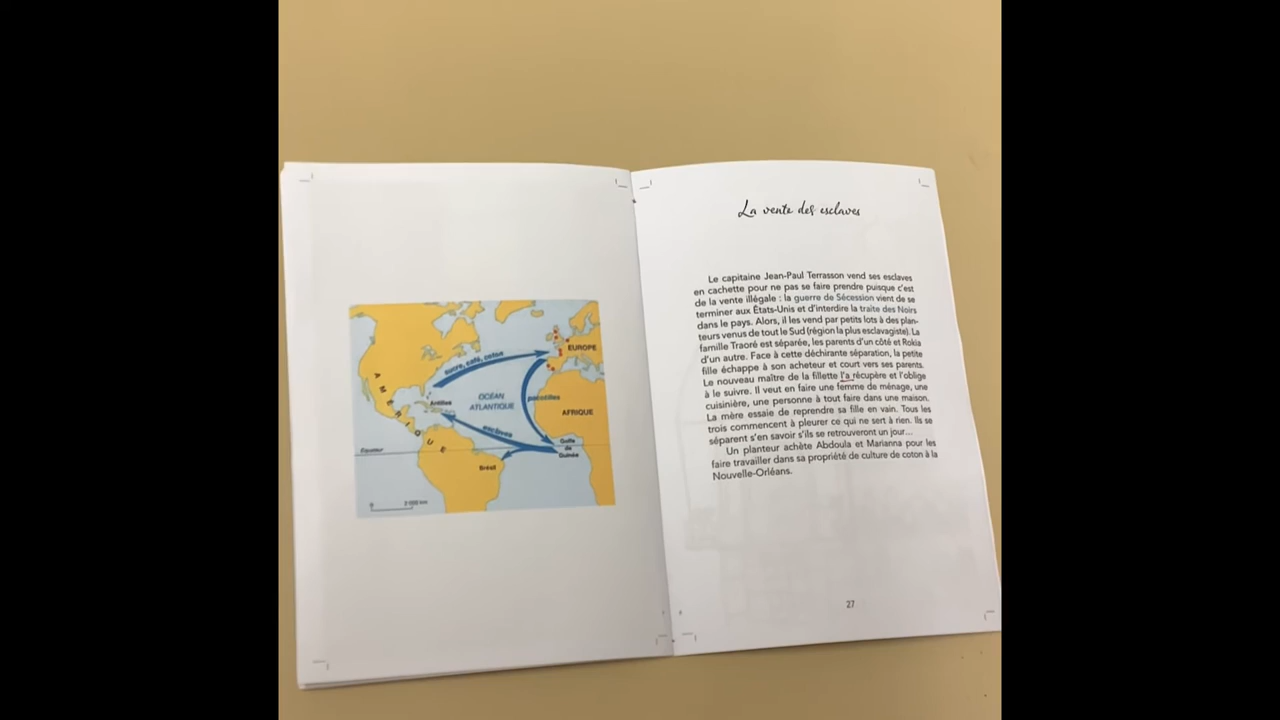 sucre, café, coton
EUROPE
AMÉRIQUE
Antilles
OCÉAN
ATLANTIQUE
pacotilles
AFRIQUE
esclaves
Golfe
de
Guinée
Équateur
Brésil
0 2 000 km
La vente des esclaves
Le capitaine Jean-Paul Terrasson vend ses esclaves
en cachette pour ne pas se faire prendre puisque c'est
de la vente illégale : la guerre de Sécession vient de se
terminer aux États-Unis et d'interdire la traite des Noirs
dans le pays. Alors, il les vend par petits lots à des plan-
teurs venus de tout le Sud (région la plus esclavagiste). La
famille Traoré est séparée, les parents d'un côté et Rokia
d'un autre. Face à cette déchirante séparation, la petite
fille échappe à son acheteur et court vers ses parents.
Le nouveau maître de la fillette l'a récupère et l'oblige
à le suivre. Il veut en faire une femme de ménage, une
cuisinière, une personne à tout faire dans une maison.
La mère essaie de reprendre sa fille en vain. Tous les
trois commencent à pleurer ce qui ne sert à rien. Ils se
séparent s'en savoir s'ils se retrouveront un jour...
Un planteur achète Abdoula et Marianna pour les
faire travailler dans sa propriété de culture de coton à la
Nouvelle-Orléans.
27